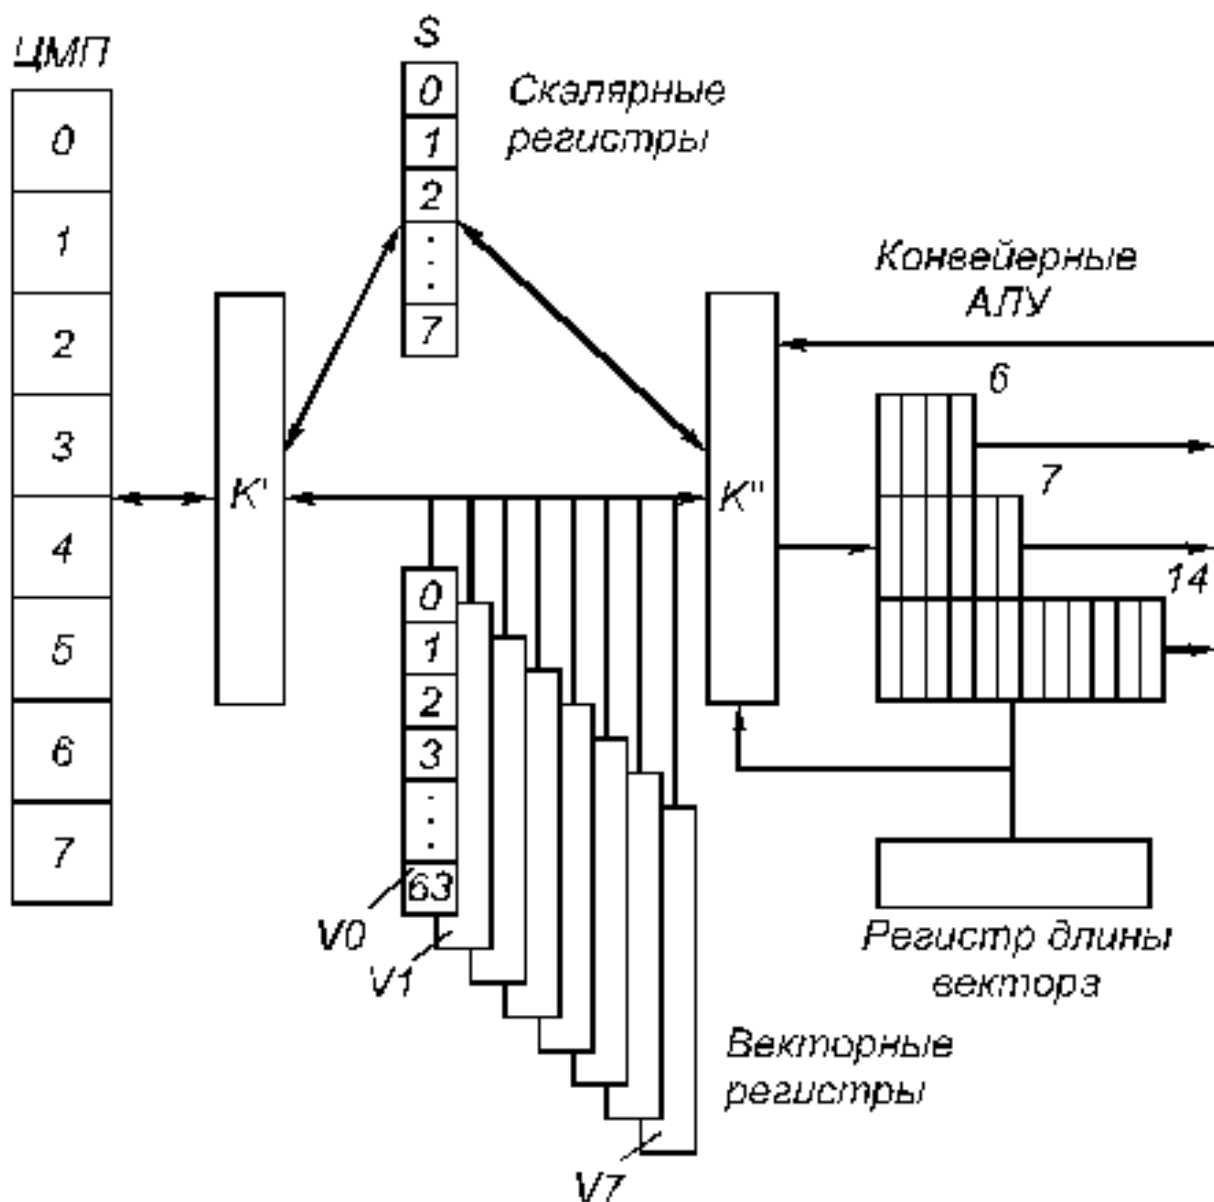 ЦМП
0
1
2
3
4
5
6
7
K'
S
0
1
2
7
Скалярные
регистры
0
1
2
3
63
V0
V1
V7
Векторные
регистры
K"
Конвейерные
АЛУ
6
7
14
Регистр длины
вектора